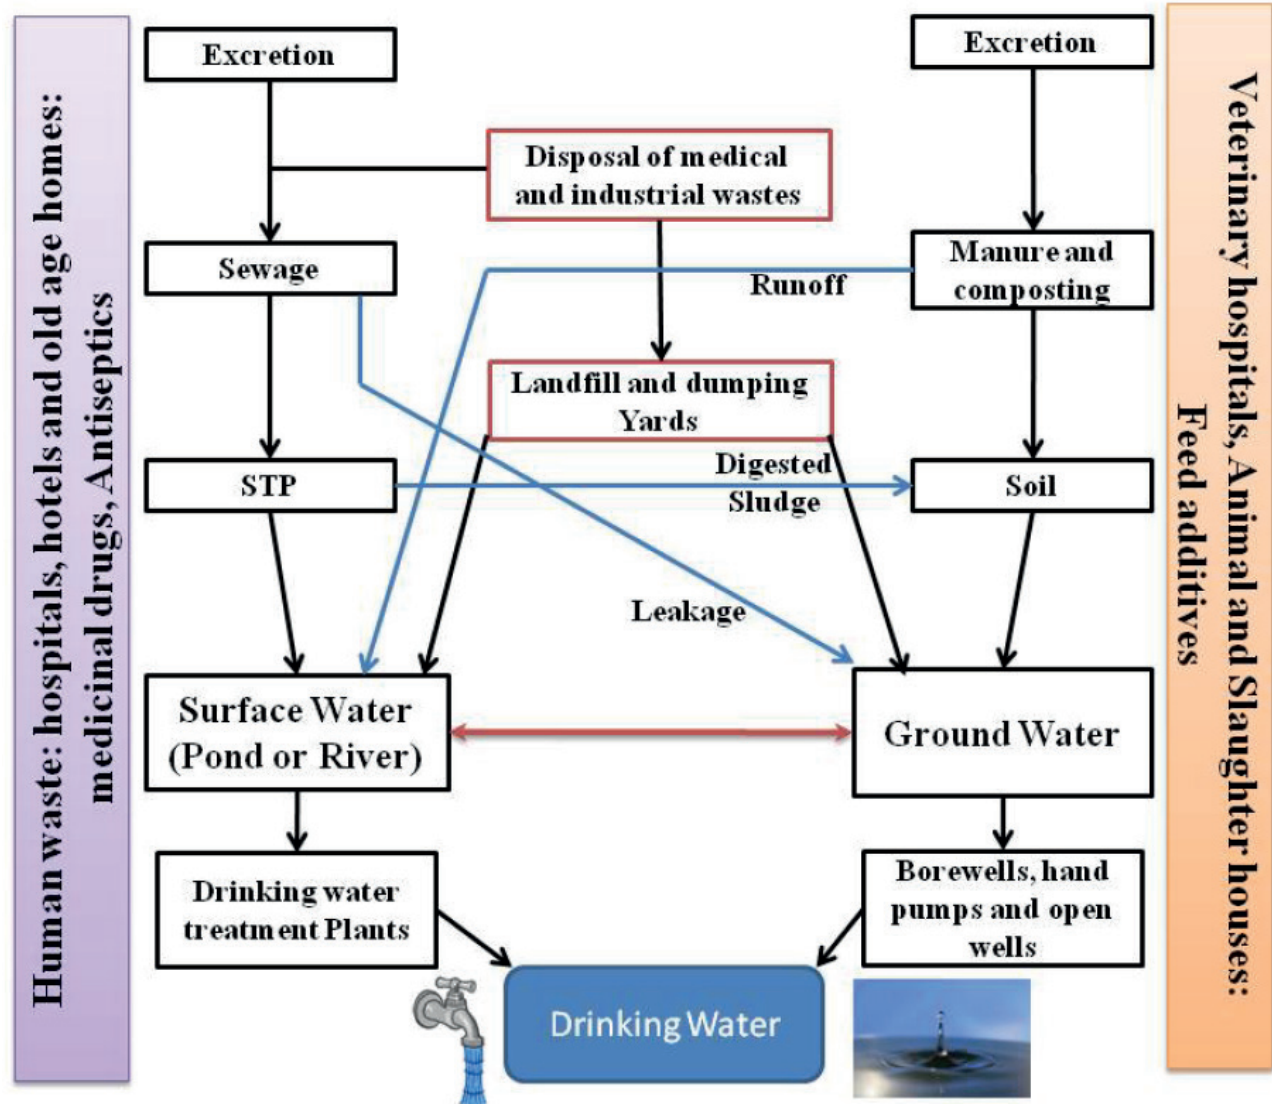 Human waste: hospitals, hotels and old age homes:
medicinal drugs, Antiseptics
Excretion
Excretion
Disposal of medical
and industrial wastes
Sewage
Manure and
composting
Runoff
Landfill and dumping
Yards
STP
Digested
Sludge
Soil
Leakage
Surface Water
(Pond or River)
Ground Water
Drinking water
treatment Plants
Borewells, hand
pumps and open
wells
Drinking Water
Veterinary hospitals, Animal and Slaughter houses:
Feed additives